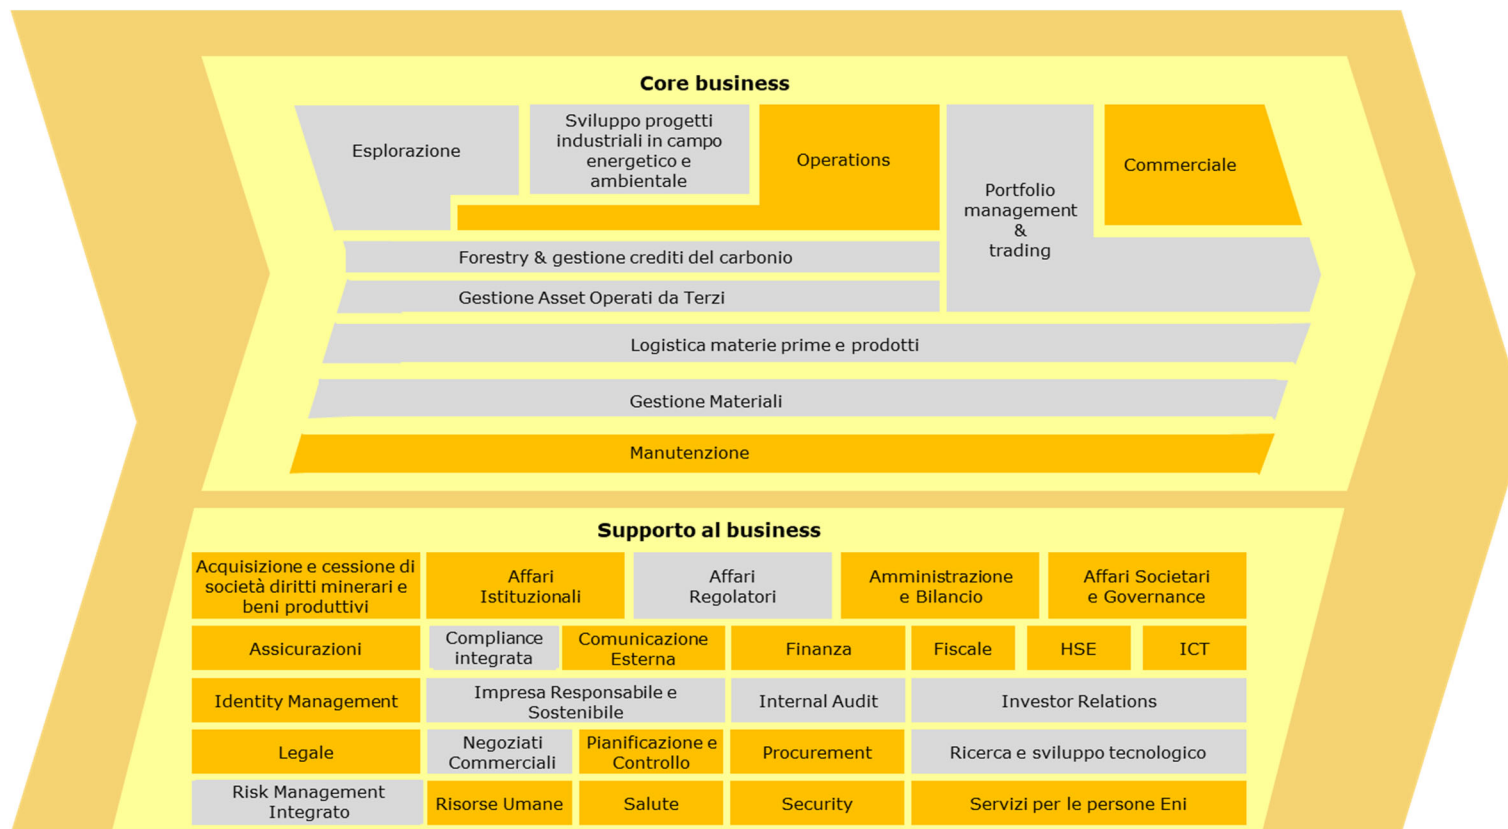 Core business
Esplorazione
Sviluppo progetti
industriali in campo
energetico e
ambientale
Operations
Portfolio
management
&
trading
Commerciale
Forestry & gestione crediti del carbonio
Gestione Asset Operati da Terzi
Logistica materie prime e prodotti
Gestione Materiali
Manutenzione
Supporto al business
Acquisizione e cessione di
società diritti minerari e
beni produttivi
Affari
Istituzionali
Affari
Regolatori
Amministrazione
e Bilancio
Affari Societari
e Governance
Assicurazioni
Compliance
integrata
Comunicazione
Esterna
Finanza
Fiscale
HSE
ICT
Identity Management
Impresa Responsabile e
Sostenibile
Internal Audit
Investor Relations
Legale
Negoziati
Commerciali
Pianificazione e
Controllo
Procurement
Ricerca e sviluppo tecnologico
Risk Management
Integrato
Risorse Umane
Salute
Security
Servizi per le persone Eni